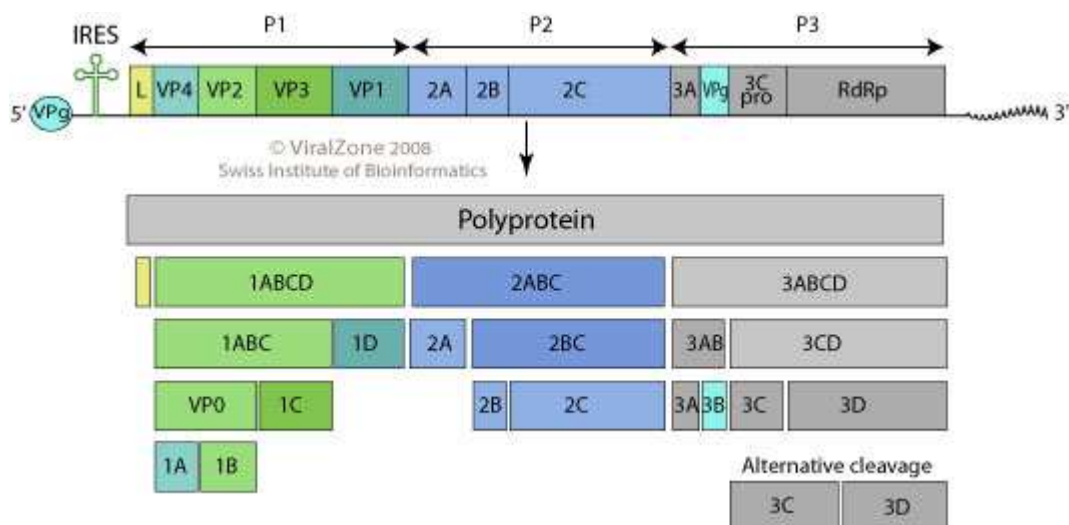 P1 P2 P3
IRES
L VP4 VP2 VP3 VP1 2A 2B 2C 3A VPg 3C pro RdRp
5' VPg 3'
© ViralZone 2008
Swiss Institute of Bioinformatics
Polyprotein
1ABCD 2ABC 3ABCD
1ABC 1D 2A 2BC 3AB 3CD
VP0 1C 2B 2C 3A 3B 3C 3D
1A 1B
Alternative cleavage
3C 3D